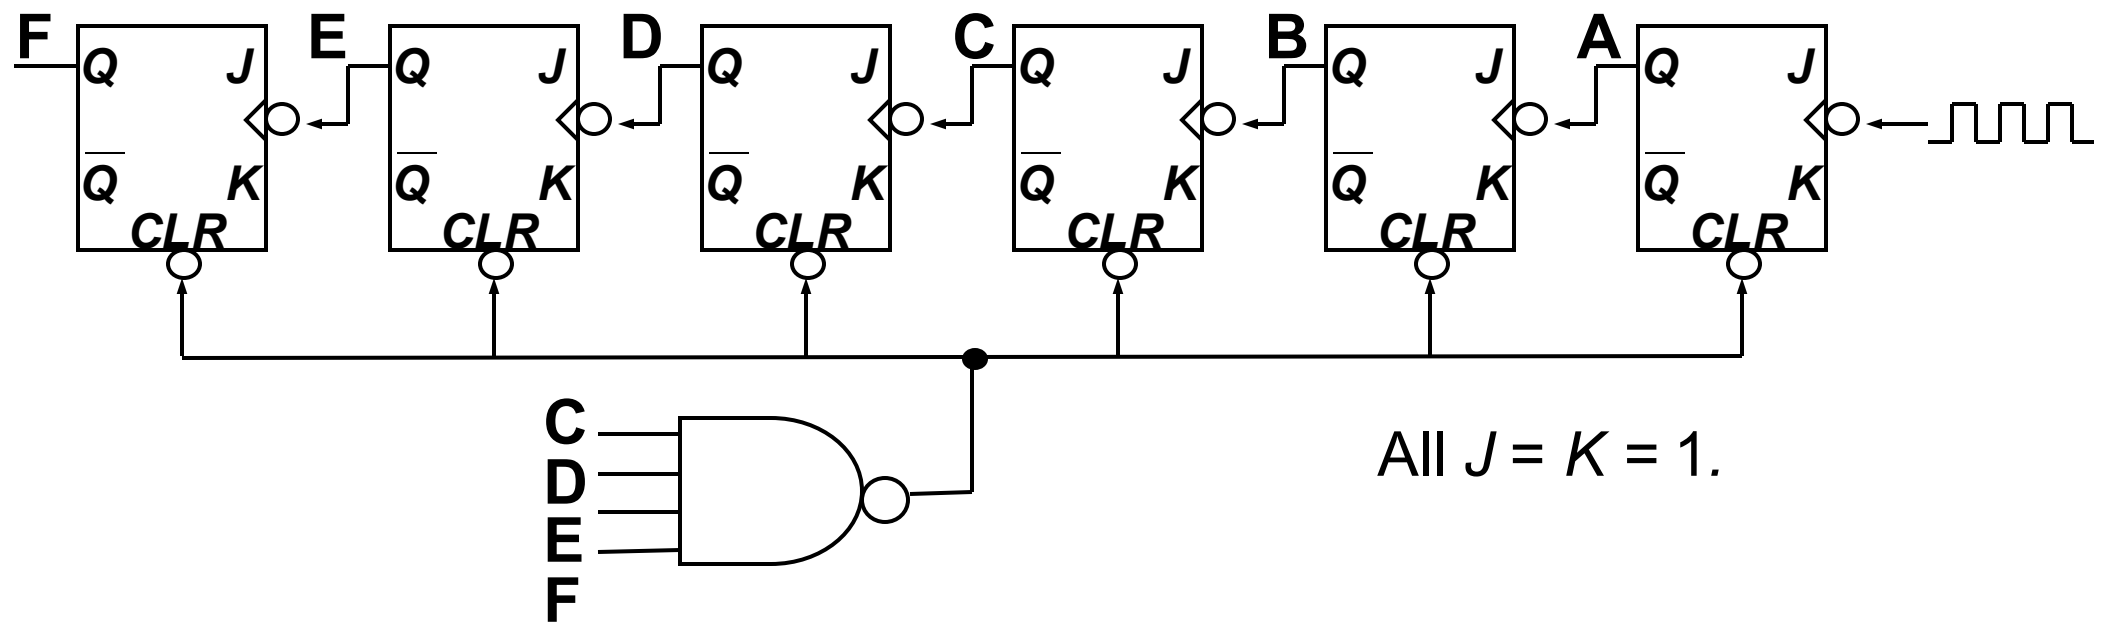 F E D C B A
Q J Q J Q J Q J Q J Q J
Q̅ K Q̅ K Q̅ K Q̅ K Q̅ K Q̅ K
CLR CLR CLR CLR CLR CLR
C
D
E
F
All J = K = 1.